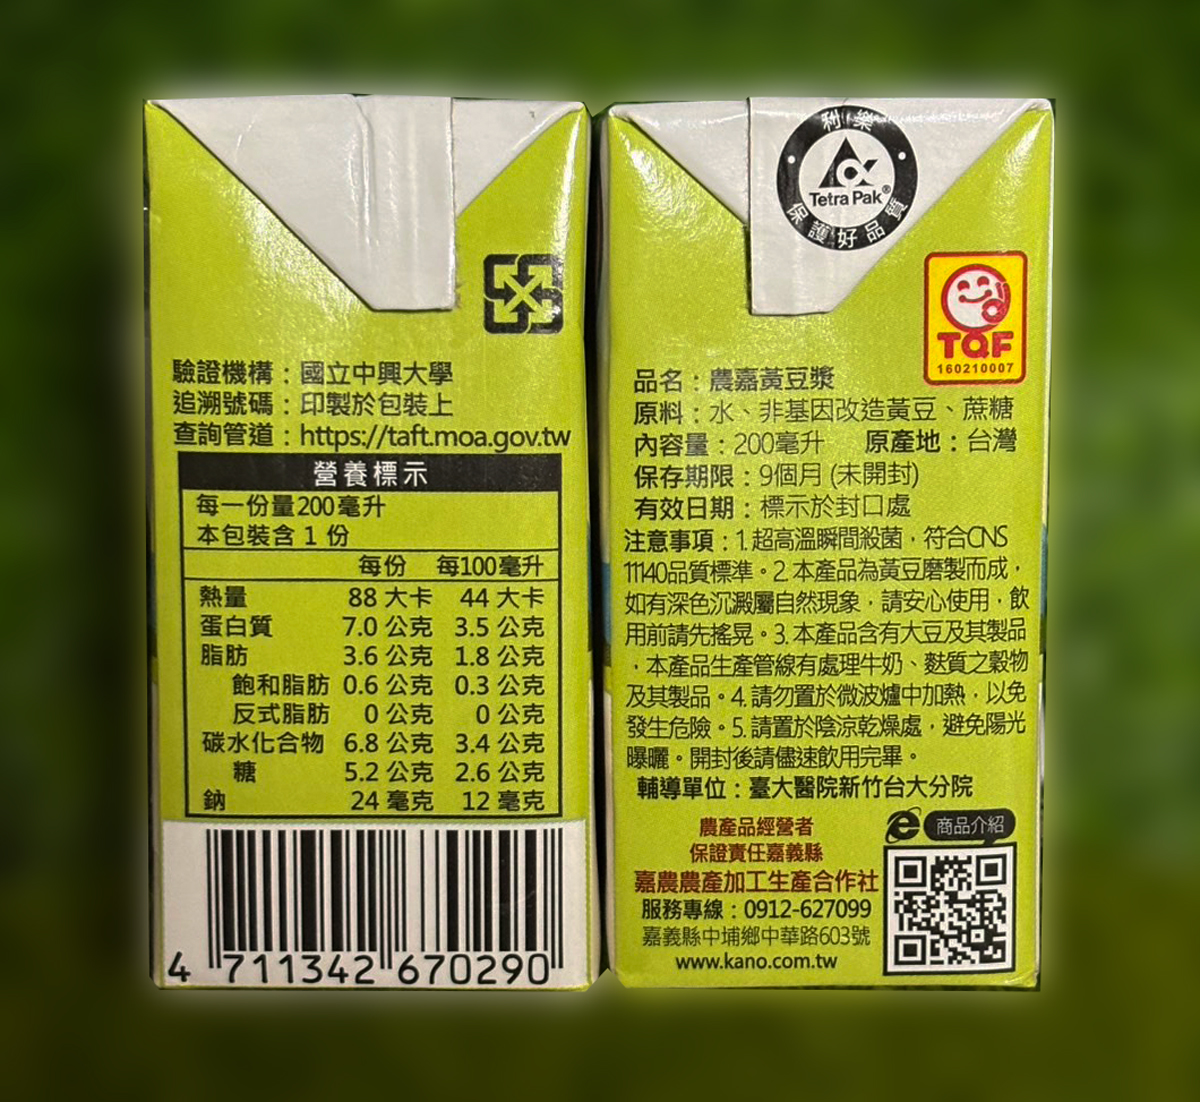 驗證機構：國立中興大學
追溯號碼：印製於包裝上
查詢管道：https://taft.moa.gov.tw
營養標示
每一份量200毫升
本包裝含 1 份
每份 每100毫升
熱量 88 大卡 44 大卡
蛋白質 7.0 公克 3.5 公克
脂肪 3.6 公克 1.8 公克
飽和脂肪 0.6 公克 0.3 公克
反式脂肪 0 公克 0 公克
碳水化合物 6.8 公克 3.4 公克
糖 5.2 公克 2.6 公克
鈉 24 毫克 12 毫克
4 711342 670290
利樂
Tetra Pak®
保護好品質
TQF
160210007
品名：農嘉黃豆漿
原料：水、非基因改造黃豆、蔗糖
內容量：200毫升 原產地：台灣
保存期限：9個月 (未開封)
有效日期：標示於封口處
注意事項：1. 超高溫瞬間殺菌，符合CNS
11140品質標準。2. 本產品為黃豆磨製而成，
如有深色沉澱屬自然現象，請安心使用，飲
用前請先搖晃。3. 本產品含有大豆及其製品
，本產品生產管線有處理牛奶、麩質之穀物
及其製品。4. 請勿置於微波爐中加熱，以免
發生危險。5. 請置於陰涼乾燥處，避免陽光
曝曬。開封後請儘速飲用完畢。
輔導單位：臺大醫院新竹台大分院
農產品經營者
保證責任嘉義縣
嘉農農產加工生產合作社
服務專線：0912-627099
嘉義縣中埔鄉中華路603號
www.kano.com.tw
商品介紹